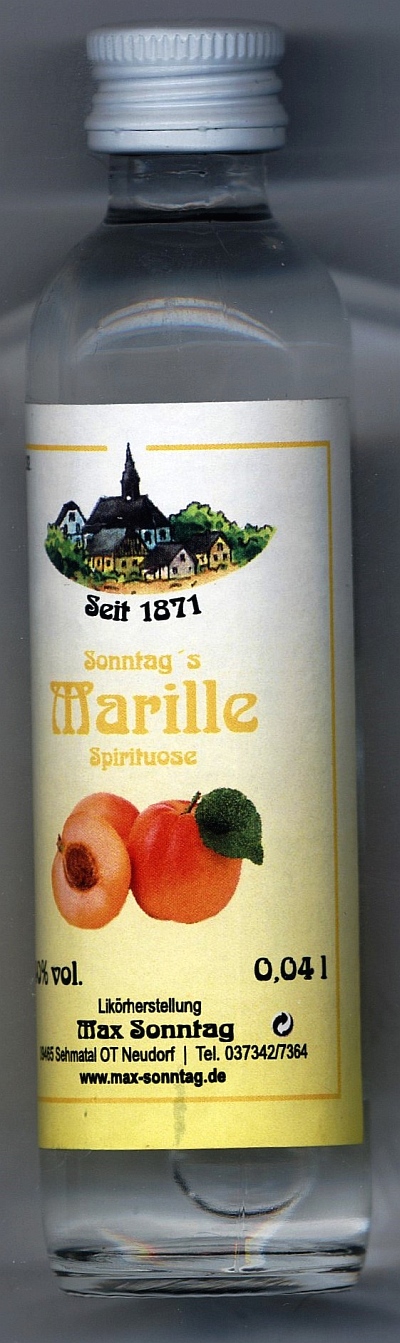 Seit 1871
Sonntag´s
Marille
Spirituose
% vol. 0,04 l
Likörherstellung
Max Sonntag
Sehmatal OT Neudorf | Tel. 037342/7364
www.max-sonntag.de